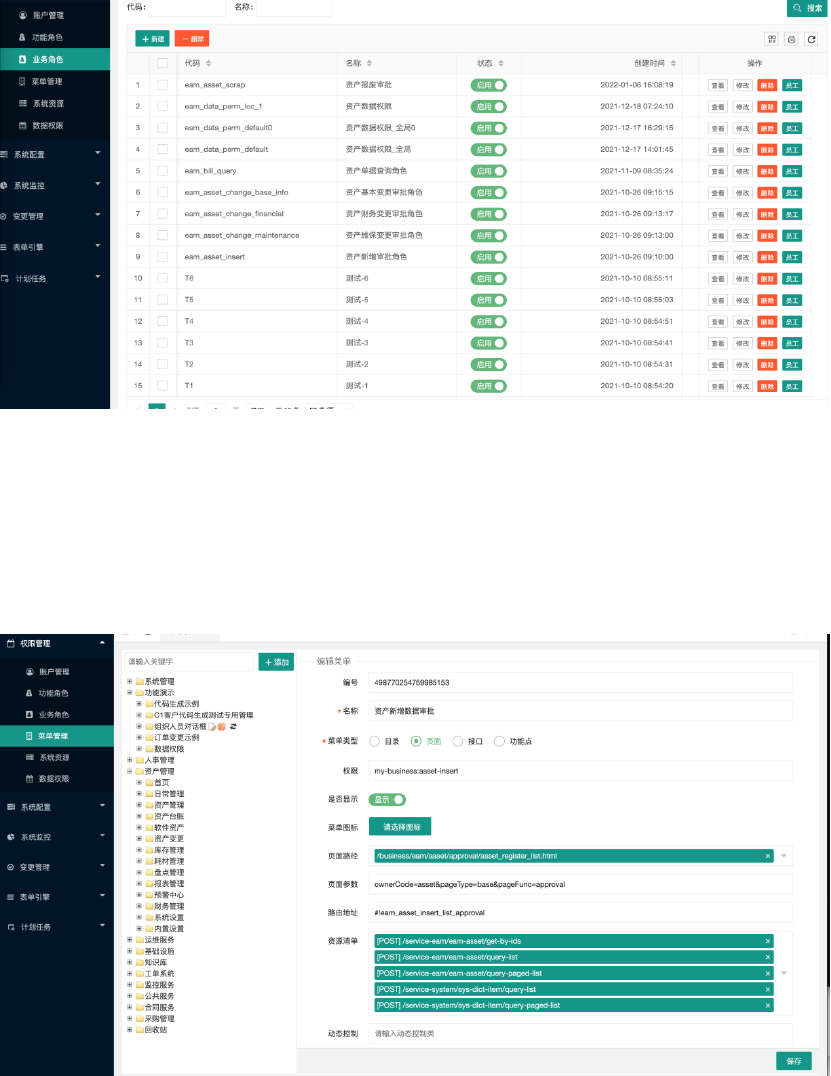 代码: 名称: 搜索
账户管理
功能角色
业务角色
菜单管理
系统资源
数据权限
系统配置
系统监控
变更管理
表单引擎
计划任务
+ 新建 － 删除
代码 名称 状态 创建时间 操作
1 eam_asset_scrap 资产报废审批 启用 2022-01-06 16:08:19 查看 修改 删除 员工
2 eam_data_perm_loc_1 资产数据权限 启用 2021-12-18 07:24:10 查看 修改 删除 员工
3 eam_data_perm_default0 资产数据权限_全局0 启用 2021-12-17 16:29:15 查看 修改 删除 员工
4 eam_data_perm_default 资产数据权限_全局 启用 2021-12-17 14:01:45 查看 修改 删除 员工
5 eam_bill_query 资产单据查询角色 启用 2021-11-09 08:35:24 查看 修改 删除 员工
6 eam_asset_change_base_info 资产基本变更审批角色 启用 2021-10-26 09:15:15 查看 修改 删除 员工
7 eam_asset_change_financial 资产财务变更审批角色 启用 2021-10-26 09:13:17 查看 修改 删除 员工
8 eam_asset_change_maintenance 资产维保变更审批角色 启用 2021-10-26 09:13:00 查看 修改 删除 员工
9 eam_asset_insert 资产新增审批角色 启用 2021-10-26 09:10:00 查看 修改 删除 员工
10 T6 测试-6 启用 2021-10-10 08:55:11 查看 修改 删除 员工
11 T5 测试-5 启用 2021-10-10 08:55:03 查看 修改 删除 员工
12 T4 测试-4 启用 2021-10-10 08:54:51 查看 修改 删除 员工
13 T3 测试-3 启用 2021-10-10 08:54:41 查看 修改 删除 员工
14 T2 测试-2 启用 2021-10-10 08:54:31 查看 修改 删除 员工
15 T1 测试-1 启用 2021-10-10 08:54:20 查看 修改 删除 员工
权限管理
账户管理
功能角色
业务角色
菜单管理
系统资源
数据权限
系统配置
系统监控
变更管理
表单引擎
计划任务
请输入关键字 + 添加
系统管理
功能演示
代码生成示例
C1客户代码生成测试专用管理
组织人员对话框
订单变更示例
数据权限
人事管理
资产管理
首页
日常管理
资产管理
资产台账
软件资产
资产变更
库存管理
耗材管理
盘点管理
报表管理
预警中心
财务管理
系统设置
内置设置
运维服务
基础设施
知识库
工单系统
监控服务
公共服务
合同服务
采购管理
回收站
编辑菜单
编号 498770254759985153
*名称 资产新增数据审批
*菜单类型 目录 页面 接口 功能点
权限 my-business:asset-insert
是否显示 显示
菜单图标 请选择图标
页面路径 /business/eam/asset/approval/asset_register_list.html ×
页面参数 ownerCode=asset&pageType=base&pageFunc=approval
路由地址 #!eam_asset_insert_list_approval
资源清单 [POST] /service-eam/eam-asset/get-by-ids ×
[POST] /service-eam/eam-asset/query-list ×
[POST] /service-eam/eam-asset/query-paged-list ×
[POST] /service-system/sys-dict-item/query-list ×
[POST] /service-system/sys-dict-item/query-paged-list ×
动态控制 请输入动态控制类
保存